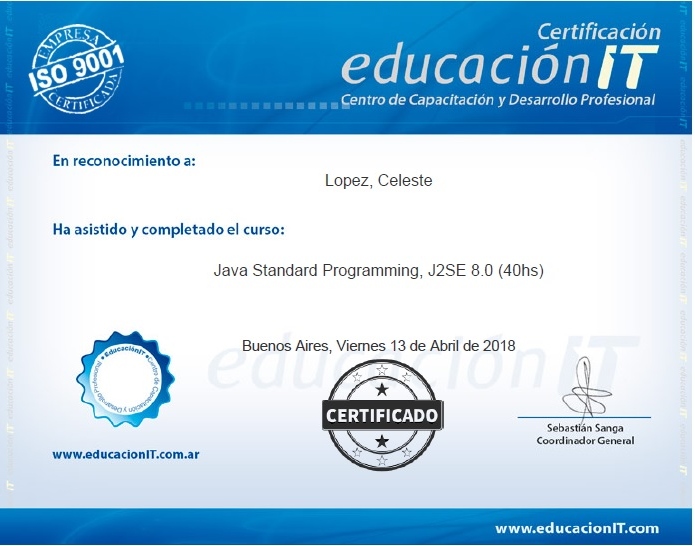 EMPRESA
ISO 9001
CERTIFICADA
Certificación
educaciónIT
Centro de Capacitación y Desarrollo Profesional
En reconocimiento a:
Lopez, Celeste
Ha asistido y completado el curso:
Java Standard Programming, J2SE 8.0 (40hs)
Buenos Aires, Viernes 13 de Abril de 2018
educaciónIT
EducaciónIT
Centro de Capacitación y Desarrollo Profesional
CERTIFICADO
Sebastián Sanga
Coordinador General
www.educacionIT.com.ar
www.educacionIT.com